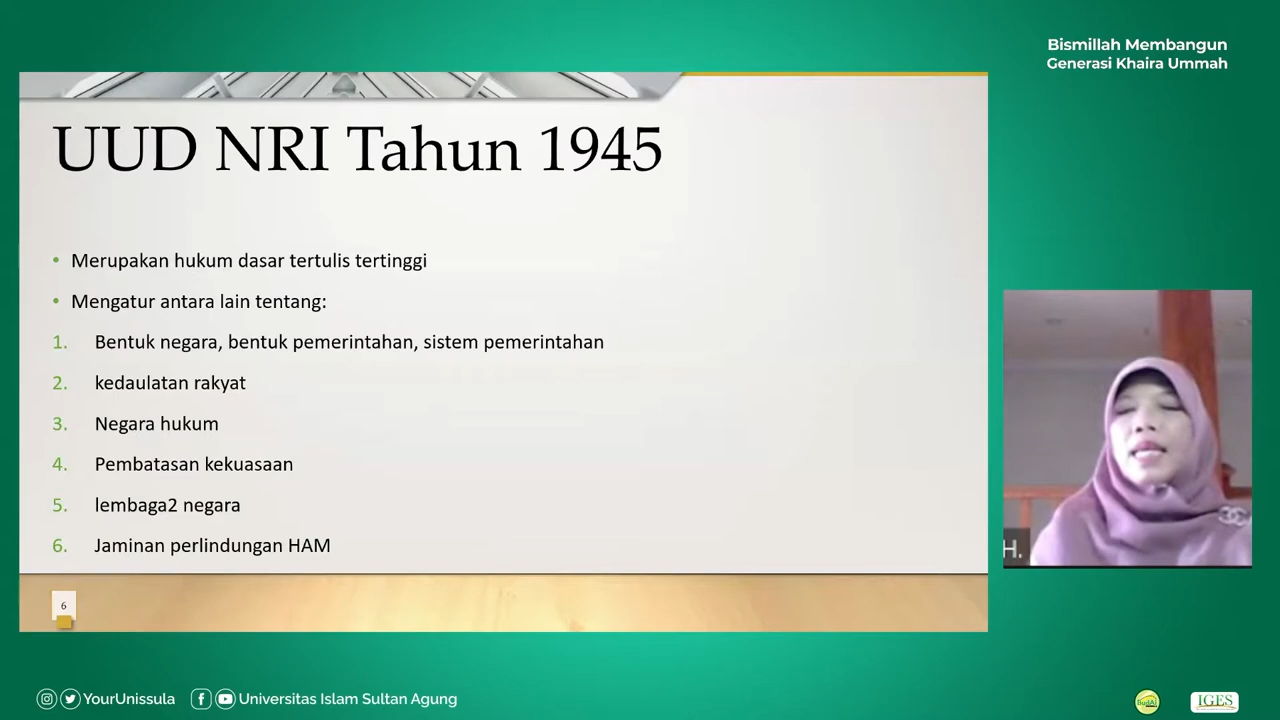 Bismillah Membangun
Generasi Khaira Ummah
UUD NRI Tahun 1945
• Merupakan hukum dasar tertulis tertinggi
• Mengatur antara lain tentang:
1. Bentuk negara, bentuk pemerintahan, sistem pemerintahan
2. kedaulatan rakyat
3. Negara hukum
4. Pembatasan kekuasaan
5. lembaga2 negara
6. Jaminan perlindungan HAM
H.
6
YourUnissula Universitas Islam Sultan Agung
BudAI
IGES